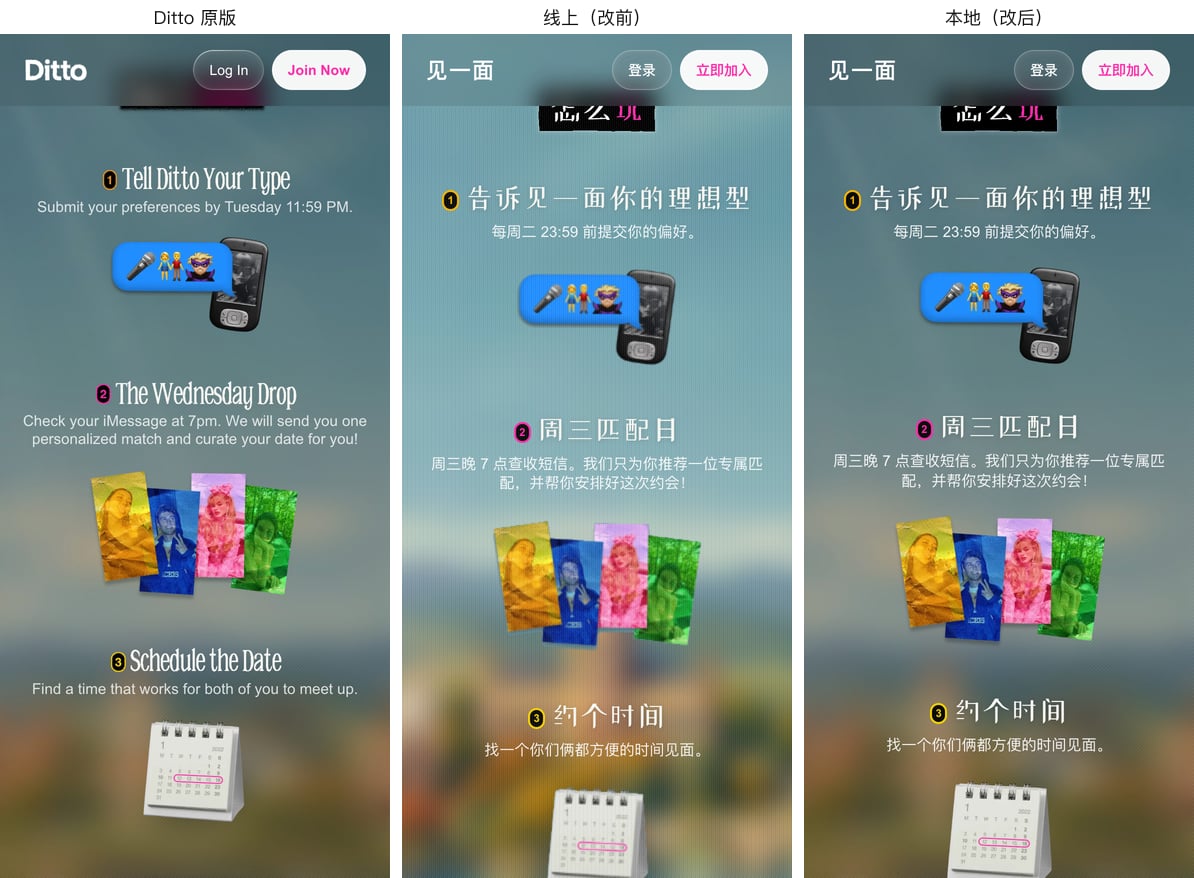 Ditto 原版
Ditto
Log In
Join Now
1 Tell Ditto Your Type
Submit your preferences by Tuesday 11:59 PM.
2 The Wednesday Drop
Check your iMessage at 7pm. We will send you one
personalized match and curate your date for you!
3 Schedule the Date
Find a time that works for both of you to meet up.
线上（改前）
见一面
登录
立即加入
怎么玩
1 告诉见一面你的理想型
每周二 23:59 前提交你的偏好。
2 周三匹配日
周三晚 7 点查收短信。我们只为你推荐一位专属匹
配，并帮你安排好这次约会！
3 约个时间
找一个你们俩都方便的时间见面。
本地（改后）
见一面
登录
立即加入
怎么玩
1 告诉见一面你的理想型
每周二 23:59 前提交你的偏好。
2 周三匹配日
周三晚 7 点查收短信。我们只为你推荐一位专属匹
配，并帮你安排好这次约会！
3 约个时间
找一个你们俩都方便的时间见面。